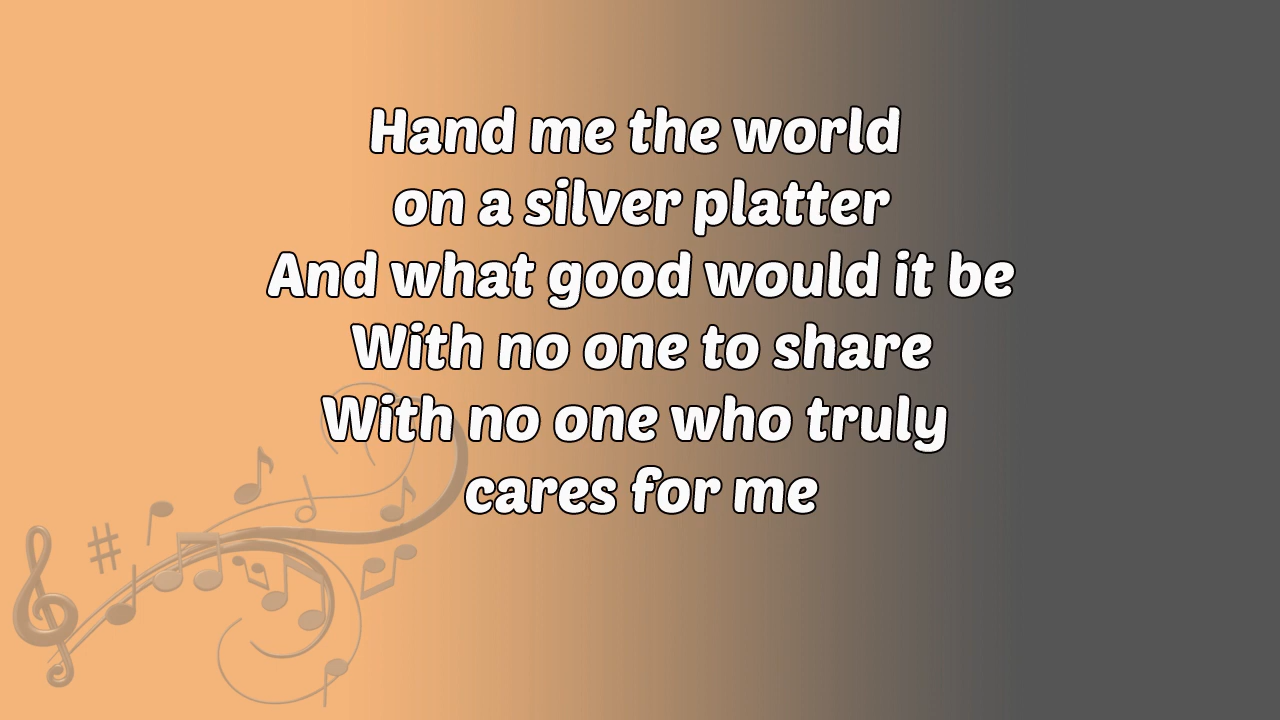 Hand me the world
on a silver platter
And what good would it be
With no one to share
With no one who truly
cares for me